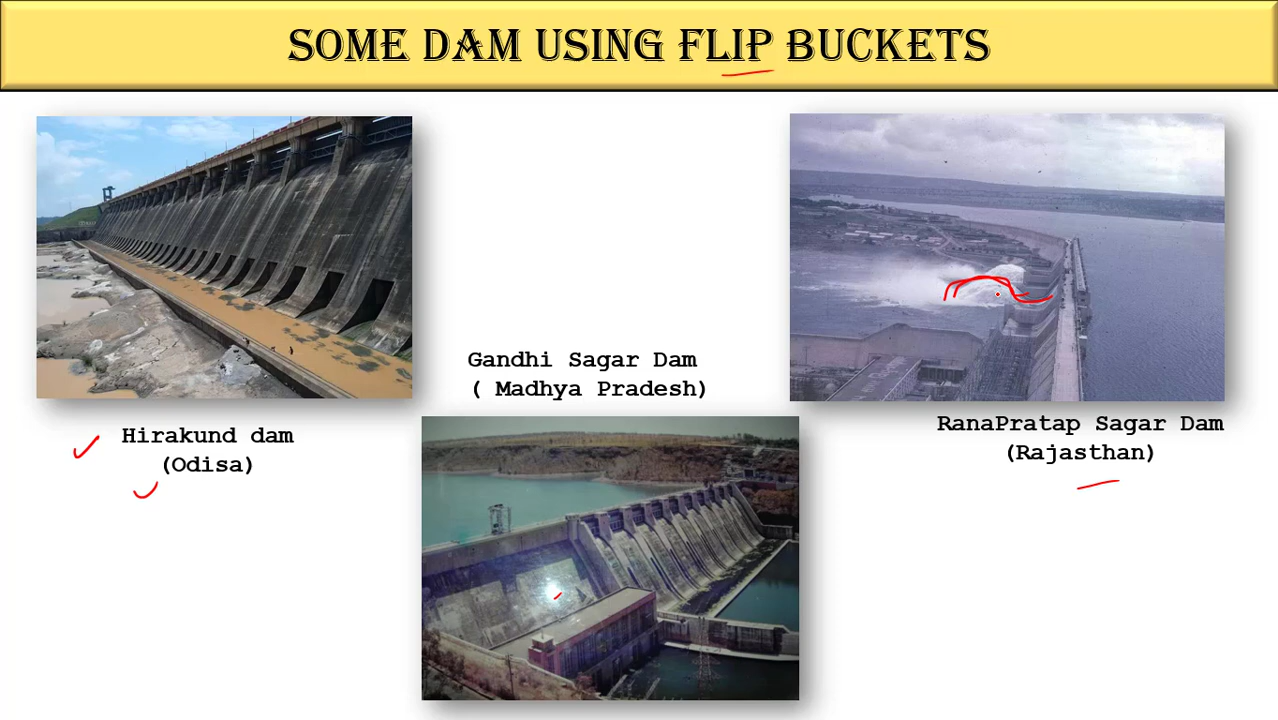 SOME DAM USING FLIP BUCKETS
Gandhi Sagar Dam
( Madhya Pradesh)
Hirakund dam
(Odisa)
RanaPratap Sagar Dam
(Rajasthan)